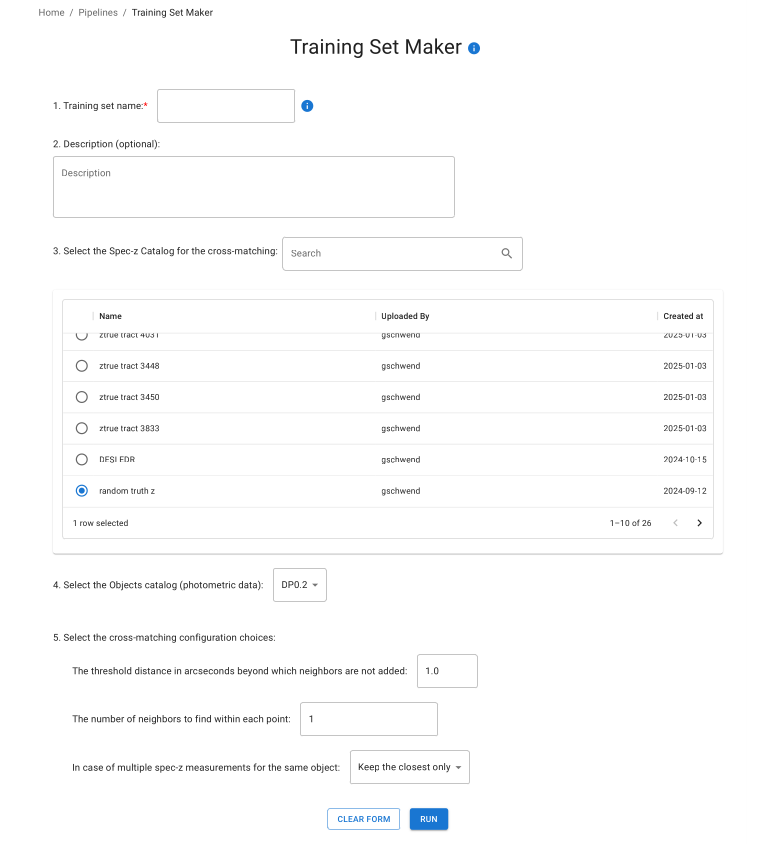 Home / Pipelines / Training Set Maker
Training Set Maker
1. Training set name:*
2. Description (optional):
Description
3. Select the Spec-z Catalog for the cross-matching: Search
Name Uploaded By Created at
ztrue tract 4031 gschwend 2025-01-03
ztrue tract 3448 gschwend 2025-01-03
ztrue tract 3450 gschwend 2025-01-03
ztrue tract 3833 gschwend 2025-01-03
DESI EDR gschwend 2024-10-15
random truth z gschwend 2024-09-12
1 row selected 1–10 of 26
4. Select the Objects catalog (photometric data): DP0.2
5. Select the cross-matching configuration choices:
The threshold distance in arcseconds beyond which neighbors are not added: 1.0
The number of neighbors to find within each point: 1
In case of multiple spec-z measurements for the same object: Keep the closest only
CLEAR FORM RUN